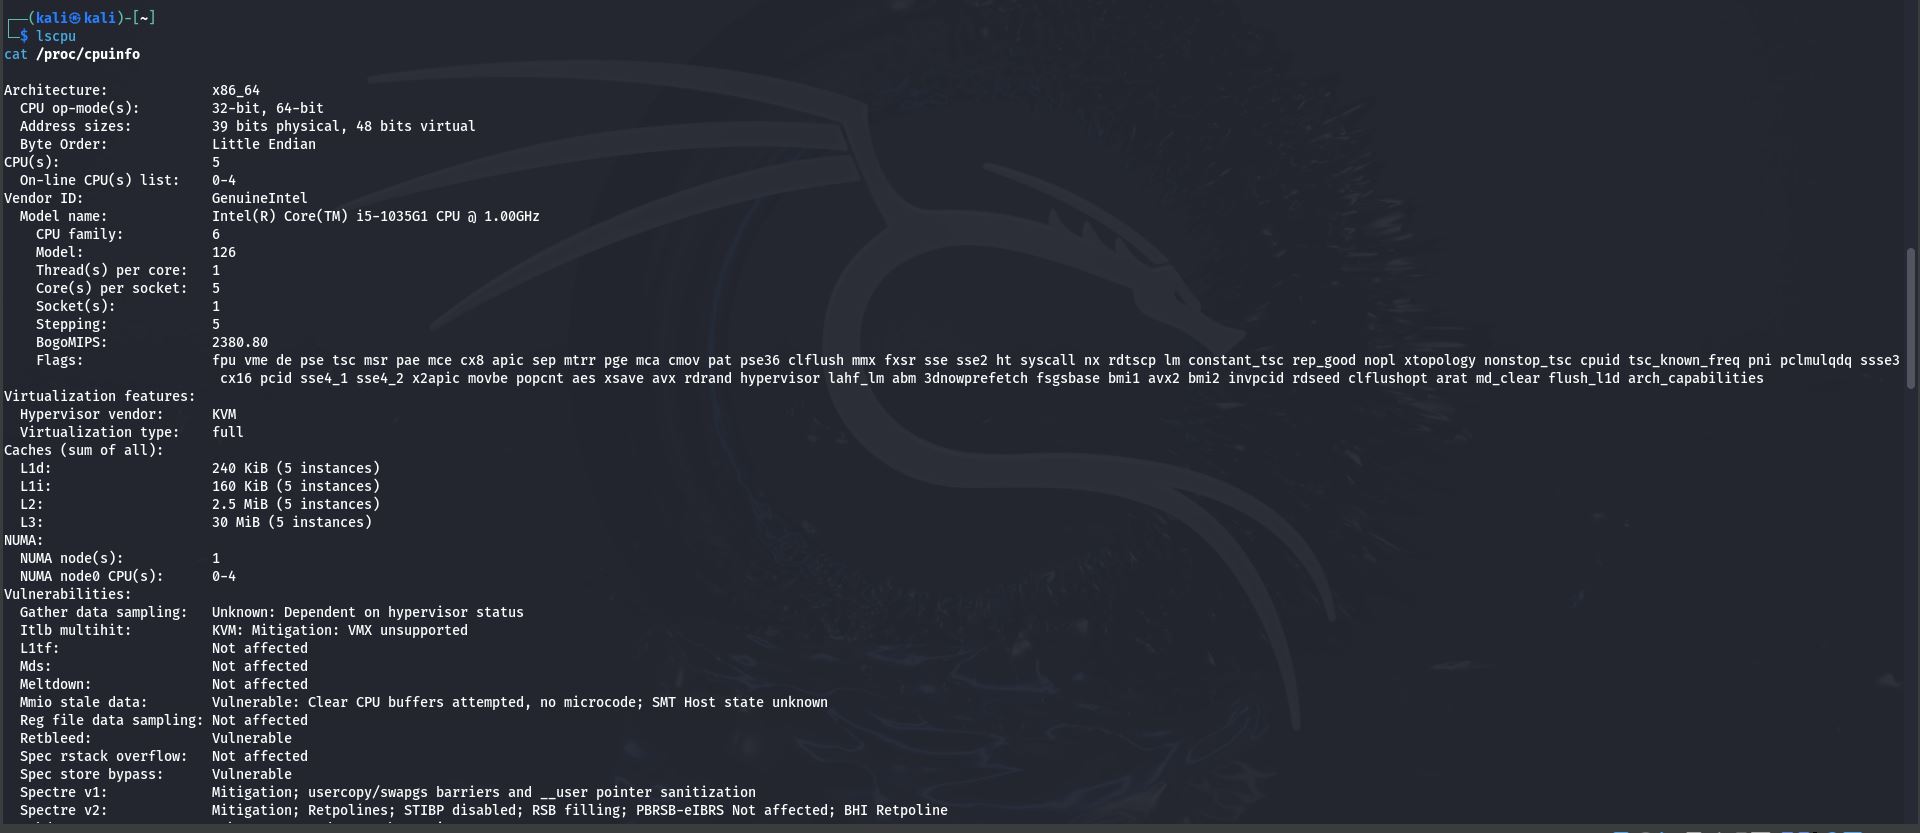 ┌──(kali㉿kali)-[~]
└─$ lscpu
cat /proc/cpuinfo
Architecture: x86_64
CPU op-mode(s): 32-bit, 64-bit
Address sizes: 39 bits physical, 48 bits virtual
Byte Order: Little Endian
CPU(s): 5
On-line CPU(s) list: 0-4
Vendor ID: GenuineIntel
Model name: Intel(R) Core(TM) i5-1035G1 CPU @ 1.00GHz
CPU family: 6
Model: 126
Thread(s) per core: 1
Core(s) per socket: 5
Socket(s): 1
Stepping: 5
BogoMIPS: 2380.80
Flags: fpu vme de pse tsc msr pae mce cx8 apic sep mtrr pge mca cmov pat pse36 clflush mmx fxsr sse sse2 ht syscall nx rdtscp lm constant_tsc rep_good nopl xtopology nonstop_tsc cpuid tsc_known_freq pni pclmulqdq ssse3
cx16 pcid sse4_1 sse4_2 x2apic movbe popcnt aes xsave avx rdrand hypervisor lahf_lm abm 3dnowprefetch fsgsbase bmi1 avx2 bmi2 invpcid rdseed clflushopt arat md_clear flush_l1d arch_capabilities
Virtualization features:
Hypervisor vendor: KVM
Virtualization type: full
Caches (sum of all):
L1d: 240 KiB (5 instances)
L1i: 160 KiB (5 instances)
L2: 2.5 MiB (5 instances)
L3: 30 MiB (5 instances)
NUMA:
NUMA node(s): 1
NUMA node0 CPU(s): 0-4
Vulnerabilities:
Gather data sampling: Unknown: Dependent on hypervisor status
Itlb multihit: KVM: Mitigation: VMX unsupported
L1tf: Not affected
Mds: Not affected
Meltdown: Not affected
Mmio stale data: Vulnerable: Clear CPU buffers attempted, no microcode; SMT Host state unknown
Reg file data sampling: Not affected
Retbleed: Vulnerable
Spec rstack overflow: Not affected
Spec store bypass: Vulnerable
Spectre v1: Mitigation; usercopy/swapgs barriers and __user pointer sanitization
Spectre v2: Mitigation; Retpolines; STIBP disabled; RSB filling; PBRSB-eIBRS Not affected; BHI Retpoline